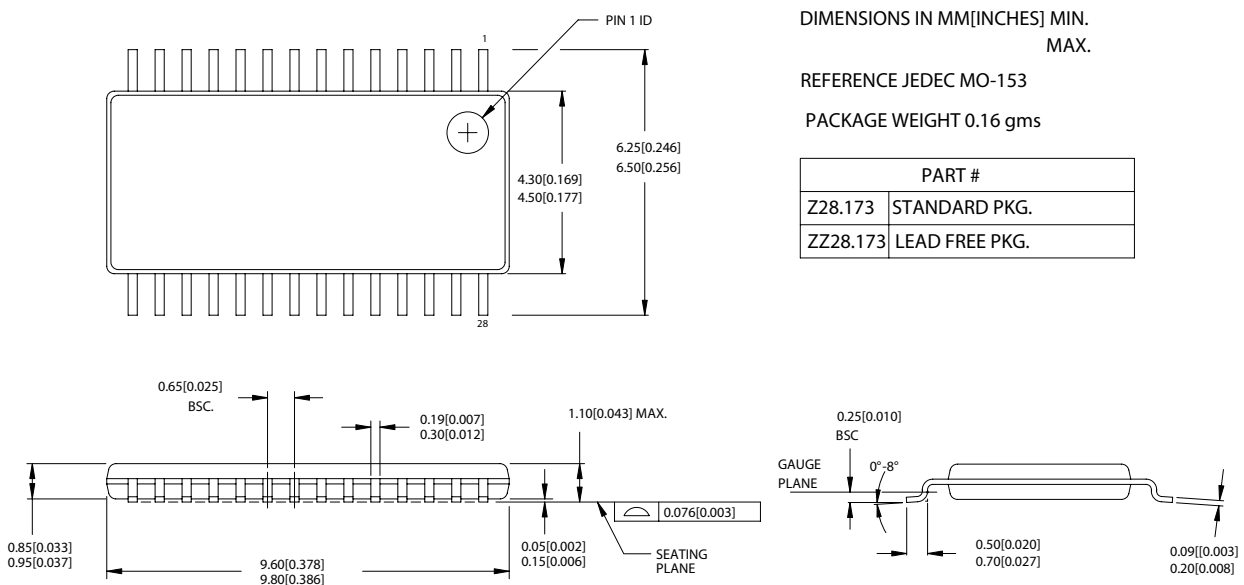 PIN 1 ID
1
6.25[0.246]
6.50[0.256]
4.30[0.169]
4.50[0.177]
28
DIMENSIONS IN MM[INCHES] MIN.
MAX.
REFERENCE JEDEC MO-153
PACKAGE WEIGHT 0.16 gms
PART #
Z28.173 STANDARD PKG.
ZZ28.173 LEAD FREE PKG.
0.65[0.025]
BSC.
0.19[0.007]
0.30[0.012]
1.10[0.043] MAX.
0.85[0.033]
0.95[0.037]
9.60[0.378]
9.80[0.386]
0.05[0.002]
0.15[0.006]
0.076[0.003]
SEATING
PLANE
0.25[0.010]
BSC
GAUGE
PLANE
0°-8°
0.50[0.020]
0.70[0.027]
0.09[[0.003]
0.20[0.008]